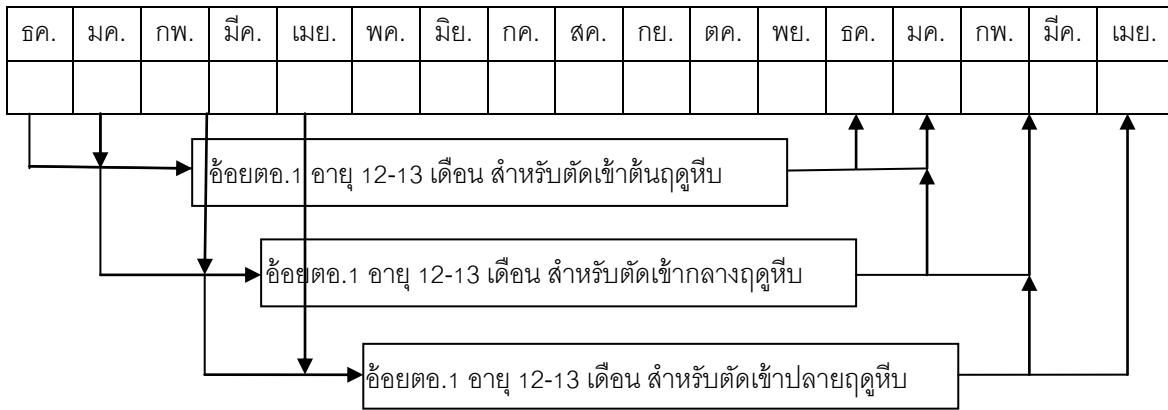 ธค. มค. กพ. มีค. เมย. พค. มิย. กค. สค. กย. ตค. พย. ธค. มค. กพ. มีค. เมย.
อ้อยตอ.1 อายุ 12-13 เดือน สำหรับตัดเข้าต้นฤดูหีบ
อ้อยตอ.1 อายุ 12-13 เดือน สำหรับตัดเข้ากลางฤดูหีบ
อ้อยตอ.1 อายุ 12-13 เดือน สำหรับตัดเข้าปลายฤดูหีบ